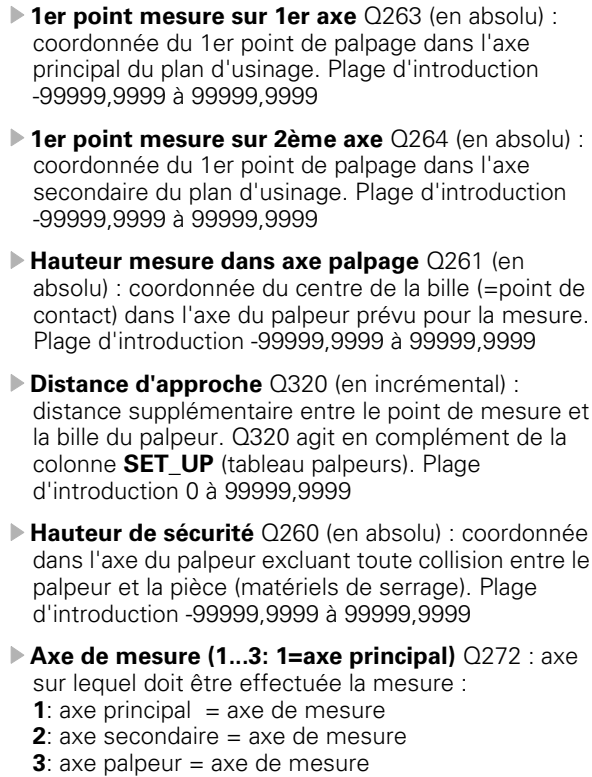 1er point mesure sur 1er axe Q263 (en absolu) :
coordonnée du 1er point de palpage dans l'axe
principal du plan d'usinage. Plage d'introduction
-99999,9999 à 99999,9999
1er point mesure sur 2ème axe Q264 (en absolu) :
coordonnée du 1er point de palpage dans l'axe
secondaire du plan d'usinage. Plage d'introduction
-99999,9999 à 99999,9999
Hauteur mesure dans axe palpage Q261 (en
absolu) : coordonnée du centre de la bille (=point de
contact) dans l'axe du palpeur prévu pour la mesure.
Plage d'introduction -99999,9999 à 99999,9999
Distance d'approche Q320 (en incrémental) :
distance supplémentaire entre le point de mesure et
la bille du palpeur. Q320 agit en complément de la
colonne SET_UP (tableau palpeurs). Plage
d'introduction 0 à 99999,9999
Hauteur de sécurité Q260 (en absolu) : coordonnée
dans l'axe du palpeur excluant toute collision entre le
palpeur et la pièce (matériels de serrage). Plage
d'introduction -99999,9999 à 99999,9999
Axe de mesure (1...3: 1=axe principal) Q272 : axe
sur lequel doit être effectuée la mesure :
1: axe principal = axe de mesure
2: axe secondaire = axe de mesure
3: axe palpeur = axe de mesure